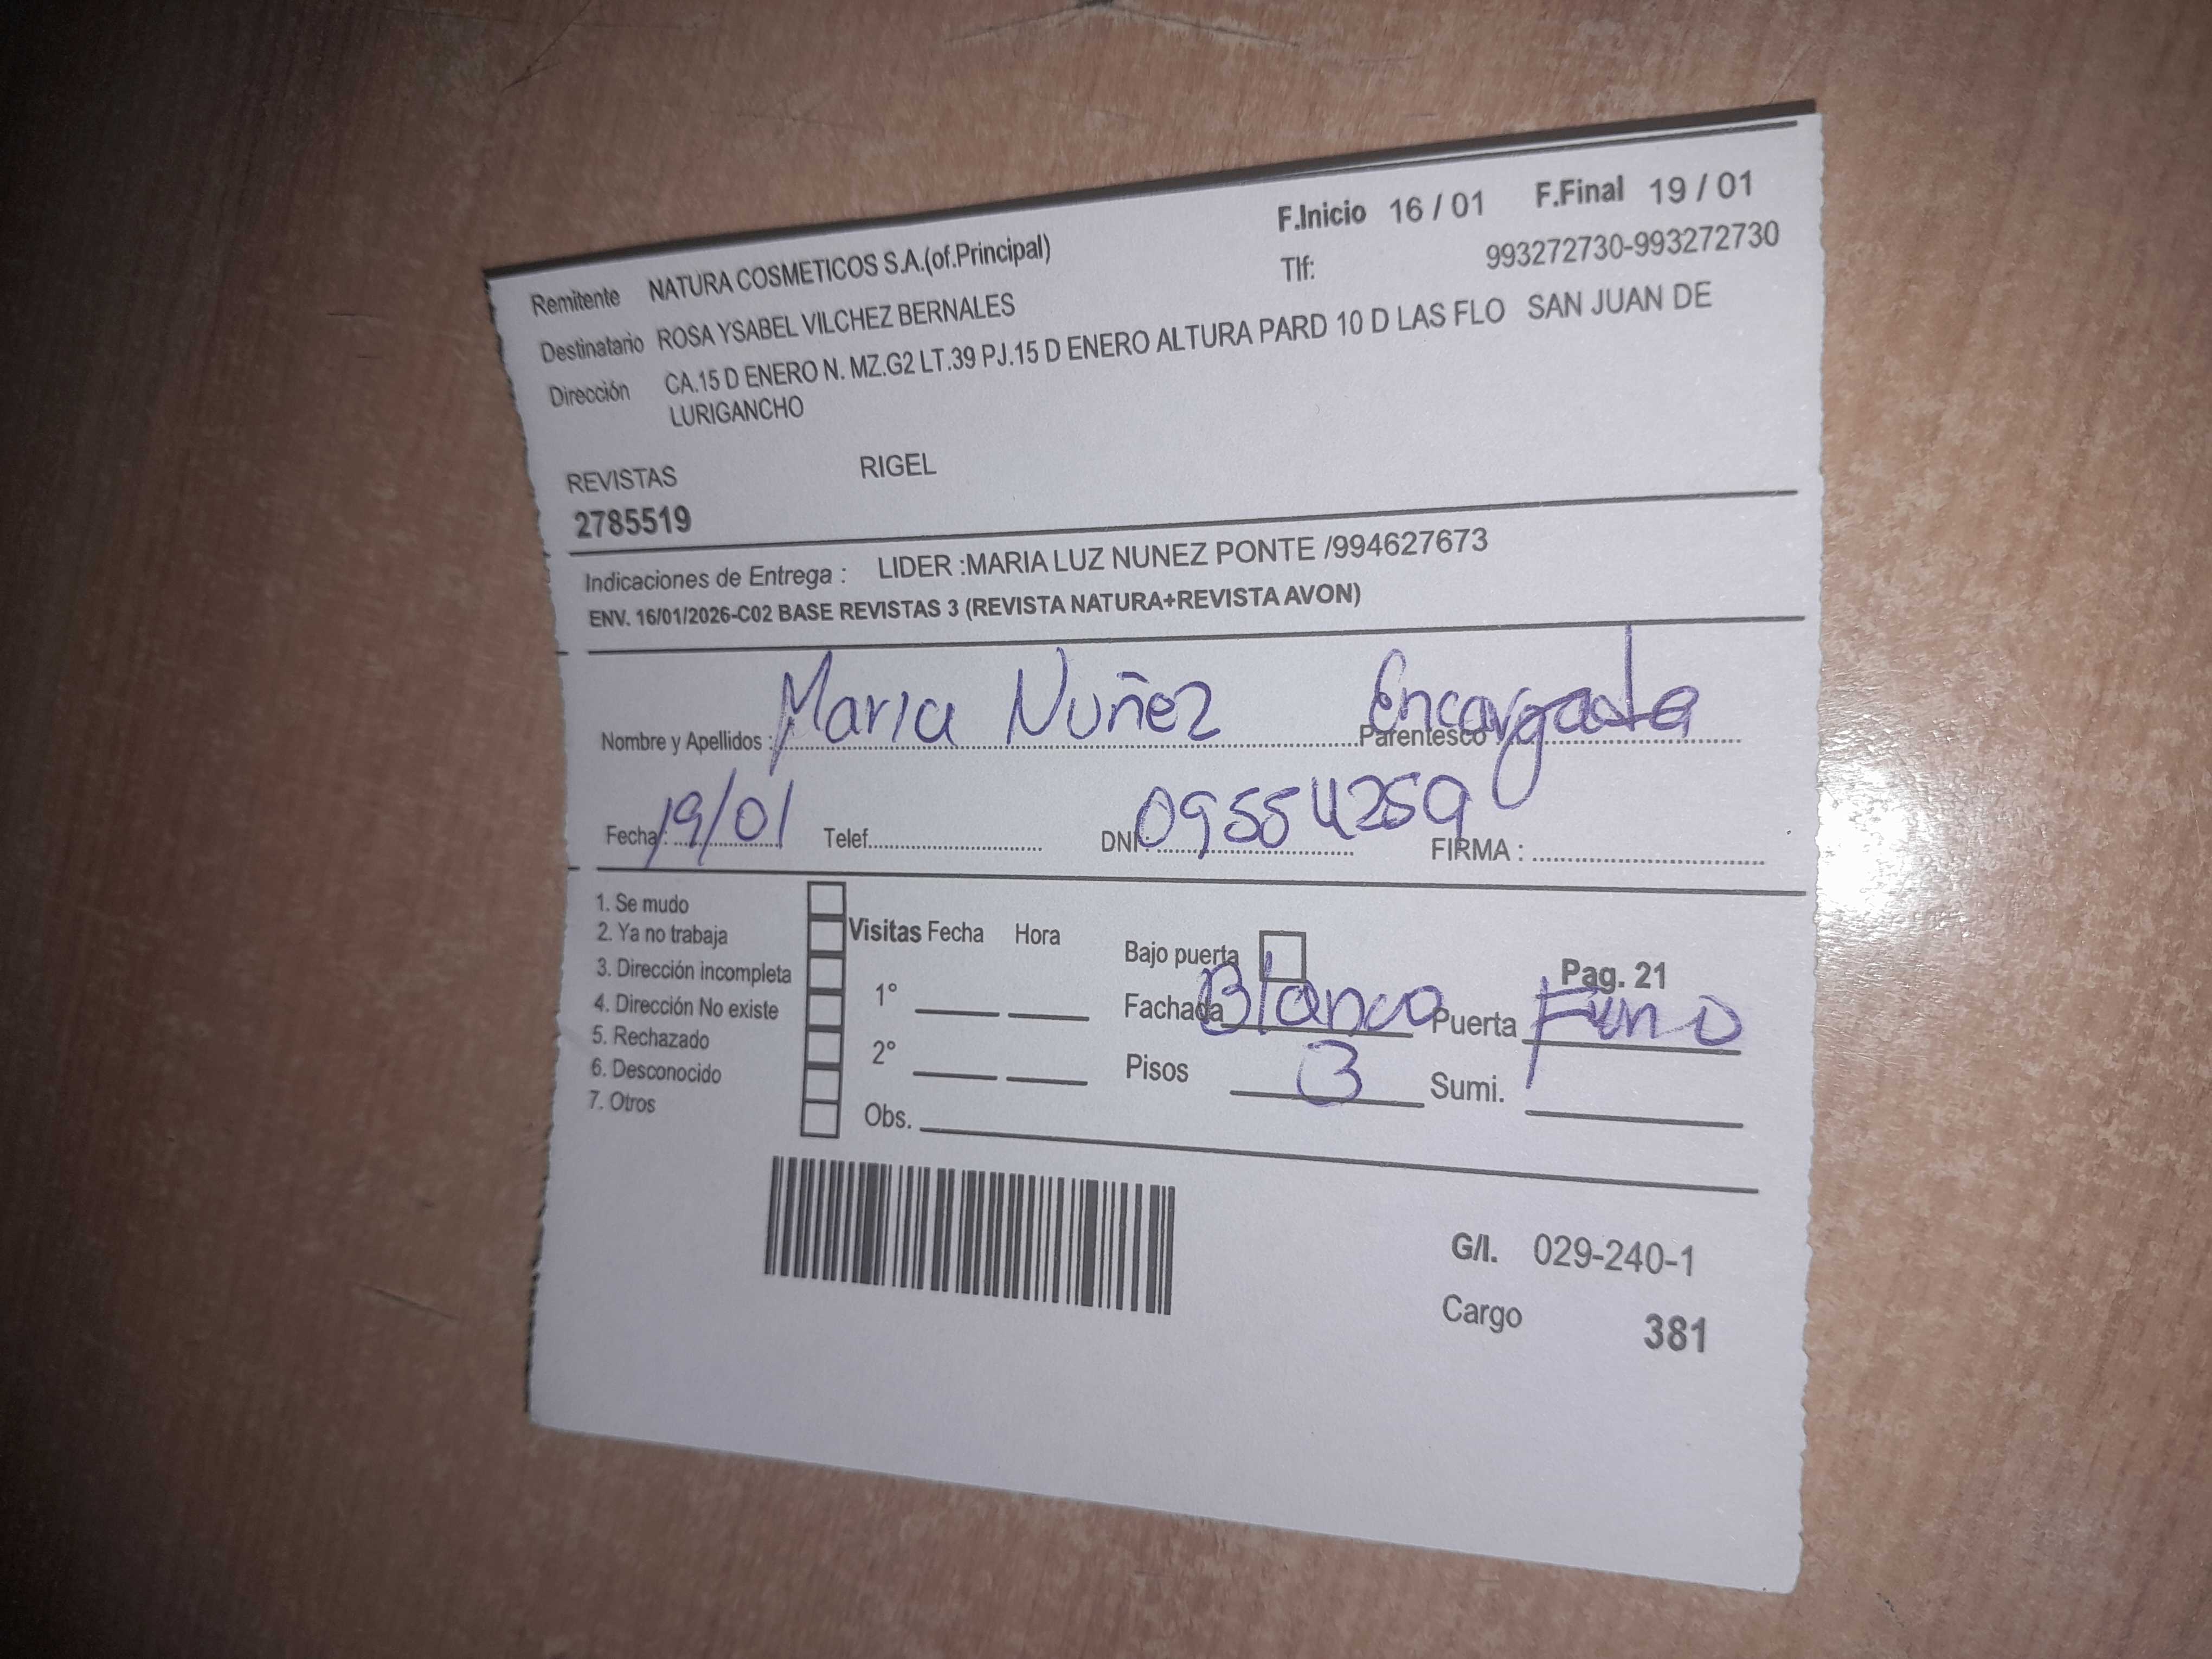 F.Inicio 16 / 01 F.Final 19 / 01
Remitente NATURA COSMETICOS S.A.(of.Principal) Tlf: 993272730-993272730
Destinatario ROSA YSABEL VILCHEZ BERNALES
Dirección CA.15 D ENERO N. MZ.G2 LT.39 PJ.15 D ENERO ALTURA PARD 10 D LAS FLO SAN JUAN DE
LURIGANCHO
REVISTAS RIGEL
2785519
Indicaciones de Entrega : LIDER :MARIA LUZ NUNEZ PONTE /994627673
ENV. 16/01/2026-C02 BASE REVISTAS 3 (REVISTA NATURA+REVISTA AVON)
Nombre y Apellidos : Maria Nuñez Parentesco Encargada
Fecha: 19/01 Telef. DNI: 09554259 FIRMA :
1. Se mudo
2. Ya no trabaja Visitas Fecha Hora Bajo puerta
3. Dirección incompleta Pag. 21
4. Dirección No existe 1° Fachada Blanco Puerta
5. Rechazado
6. Desconocido 2° Pisos 3 Sumi.
7. Otros Obs.
G/I. 029-240-1
Cargo 381